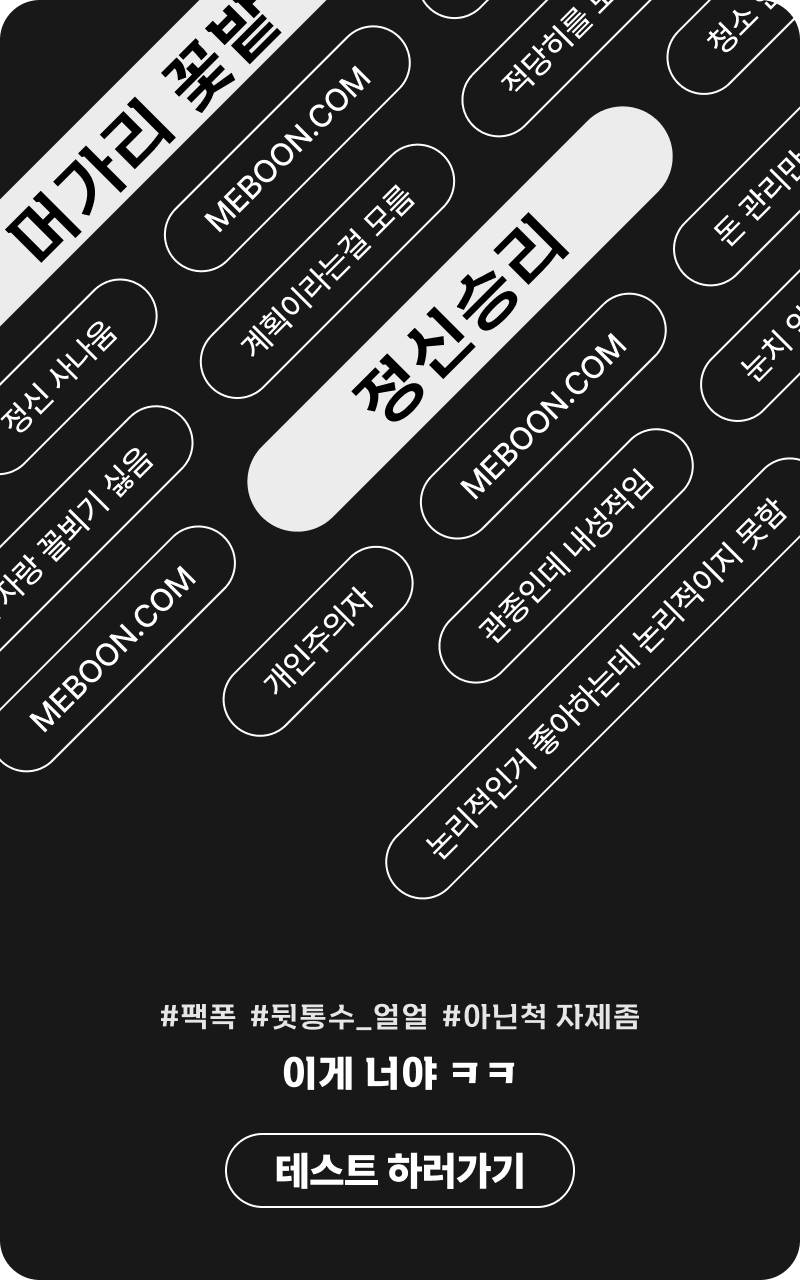 머가리 꽃밭
MEBOON.COM
적당히를
청소
계획이라는걸 모름
정신승리
돈 관리만
정신 사나움
MEBOON.COM
눈치
자랑 꼴뵈기 싫음
관종인데 내성적임
MEBOON.COM
개인주의자
논리적인거 좋아하는데 논리적이지 못함
#팩폭 #뒷통수_얼얼 #아닌척 자제좀
이게 너야 ㅋㅋ
테스트 하러가기